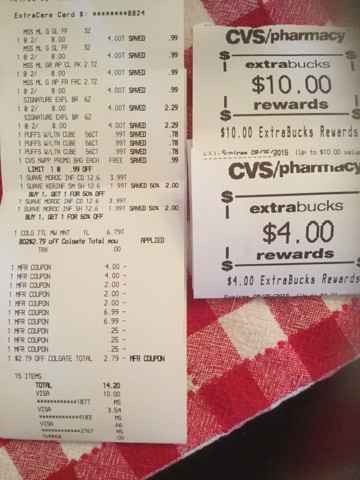 ExtraCare Card #: ********8824
MSS ML G GL FF 3Z
1 @ 2/ 8.00 4.00T SAVED .99
MSS ML G GL FF 3Z
1 @ 2/ 8.00 4.00T SAVED .99
MSS ML GR AP CL PK 2.7Z
1 @ 2/ 8.00 4.00T SAVED .99
MSS ML G AP FR FRC 2.7Z
1 @ 2/ 8.00 4.00T SAVED .99
SIGNATURE EXFL BR 6Z
1 @ 2/ 8.00 4.00T SAVED 2.29
SIGNATURE EXFL BR 6Z
1 @ 2/ 8.00 4.00T SAVED 2.29
1 PUFFS W/LTN CUBE 56CT 1.99T SAVED .78
1 PUFFS W/LTN CUBE 56CT 1.99T SAVED .78
1 PUFFS W/LTN CUBE 56CT 1.99T SAVED .78
1 CVS NWPP PROMO BAG EACH FREE SAVED .99
LIMIT 1 @ .99 OFF
1 SUAVE MOROC INF CD 12.6 3.99T
1 SUAVE KERINF SM SH 12.6 1.99T SAVED 50% 2.00
BUY 1, GET 1 FOR 50% OFF
1 SUAVE MOROC INF CD 12.6 3.99T
1 SUAVE MOROC INF SH 12.6 1.99T SAVED 50% 2.00
BUY 1, GET 1 FOR 50% OFF
1 COLG TTL MW MNT 1L 6.79T
80262.79 off Colgate Total mou APPLIED
TAX .00
1 MFR COUPON 4.00 -
1 MFR COUPON 4.00 -
1 MFR COUPON 2.00 -
1 MFR COUPON 2.00 -
1 MFR COUPON 6.99 -
1 MFR COUPON 6.99 -
1 MFR COUPON .25 -
1 MFR COUPON .25 -
1 MFR COUPON .25 -
1 $2.79 OFF COLGATE TOTAL 2.79 - MFR COUPON
15 ITEMS
TOTAL 14.20
VISA 10.00
************1877 MS
VISA 3.54
************4183 MS
VISA .66
************2767 MS
CHANGE .00
CVS/pharmacy
$ $
extrabucks
$10.00
rewards
$ $
$10.00 ExtraBucks Rewards
(Up to $10.00 value
CVS/pharmacy
$ $
extrabucks
$4.00
rewards
$ $
$4.00 ExtraBucks Rewards